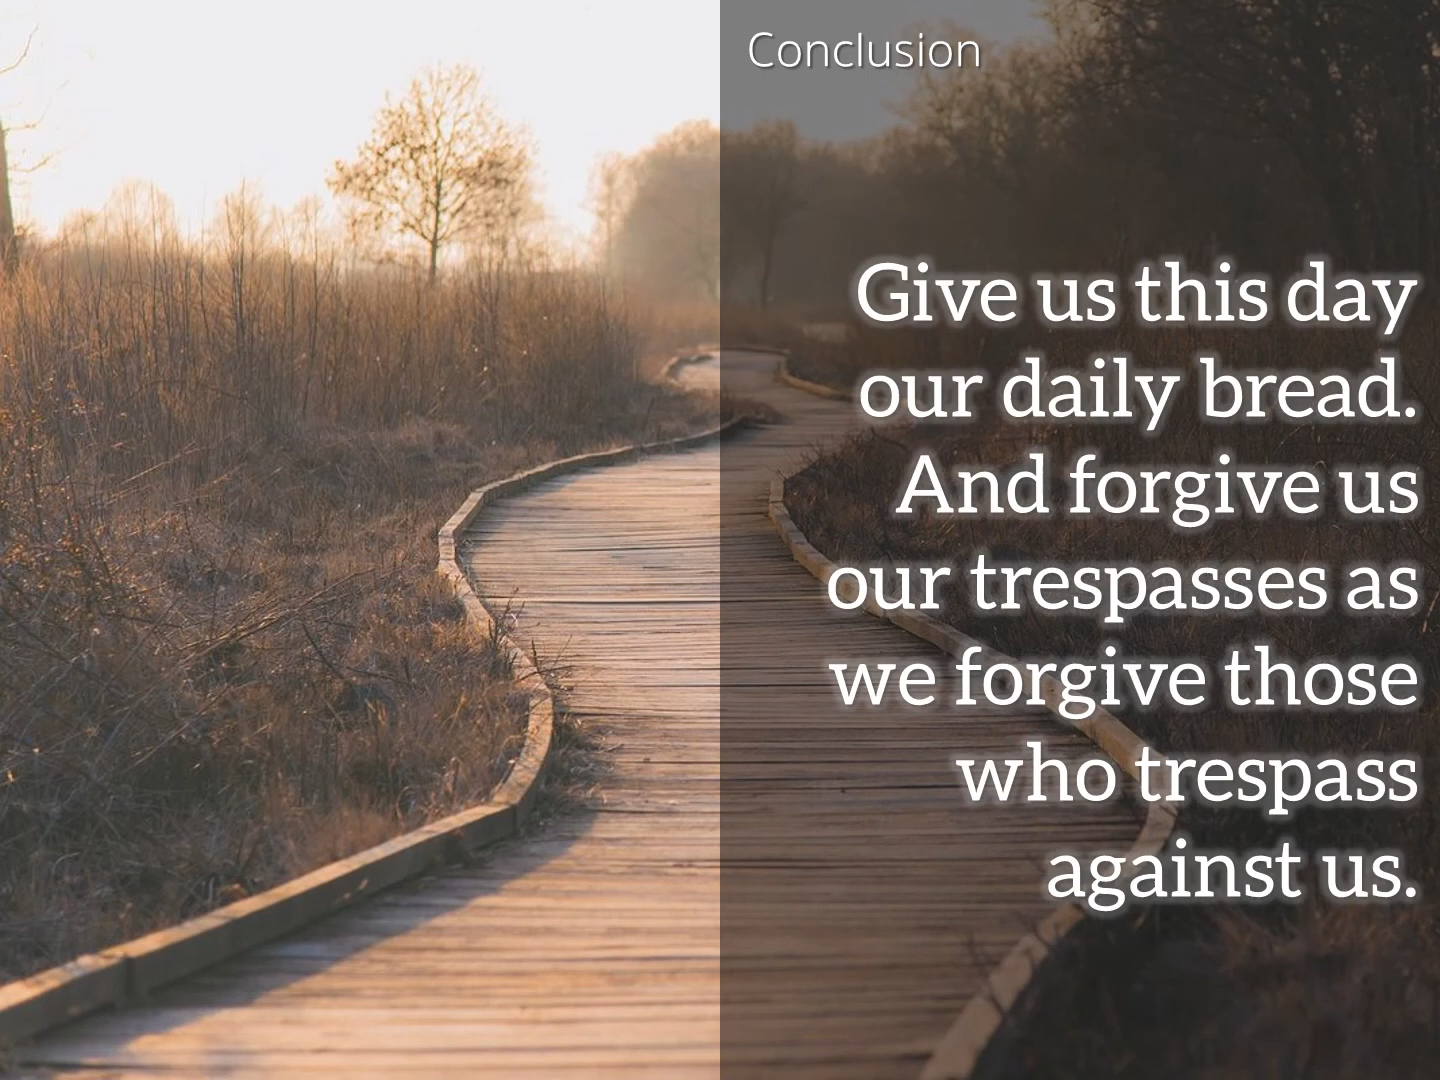 Conclusion
Give us this day
our daily bread.
And forgive us
our trespasses as
we forgive those
who trespass
against us.